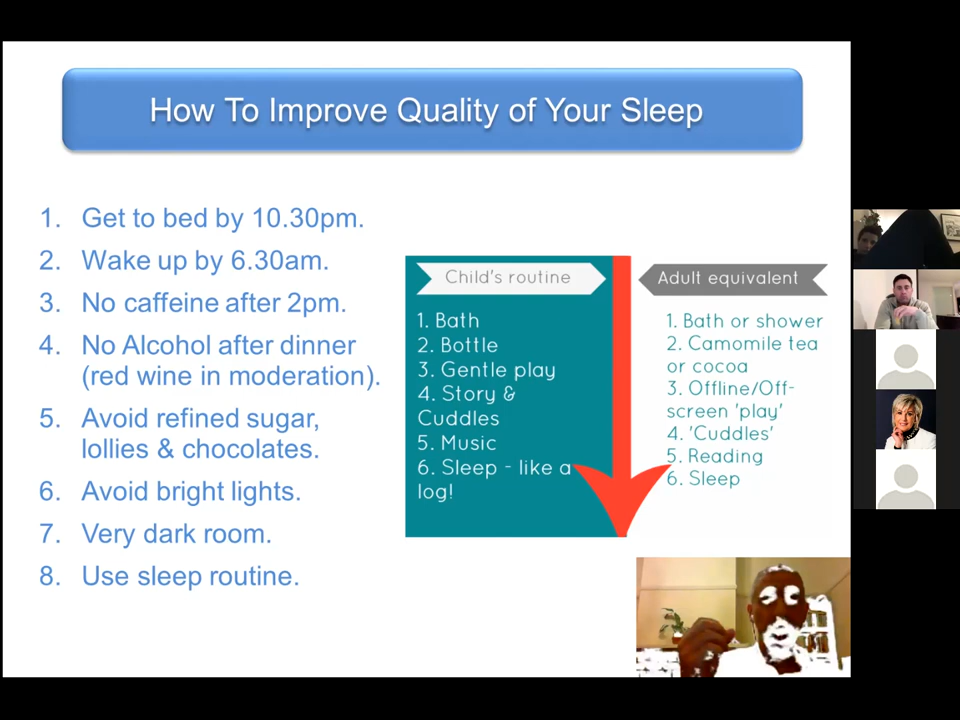 How To Improve Quality of Your Sleep
1. Get to bed by 10.30pm.
2. Wake up by 6.30am.
3. No caffeine after 2pm.
4. No Alcohol after dinner
(red wine in moderation).
5. Avoid refined sugar,
lollies & chocolates.
6. Avoid bright lights.
7. Very dark room.
8. Use sleep routine.
Child's routine
1. Bath
2. Bottle
3. Gentle play
4. Story &
Cuddles
5. Music
6. Sleep - like a
log!
Adult equivalent
1. Bath or shower
2. Camomile tea
or cocoa
3. Offline/Off-
screen 'play'
4. 'Cuddles'
5. Reading
6. Sleep